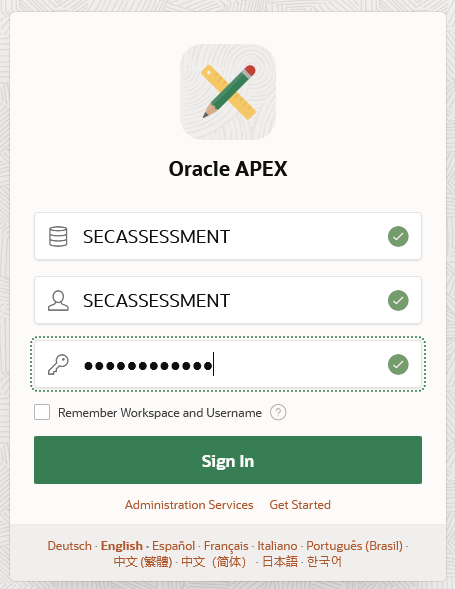 Oracle APEX
SECASSESSMENT
SECASSESSMENT
●●●●●●●●●●●●
Remember Workspace and Username ?
Sign In
Administration Services Get Started
Deutsch · English · Español · Français · Italiano · Português (Brasil) ·
中文 (繁體) · 中文（简体） · 日本語 · 한국어